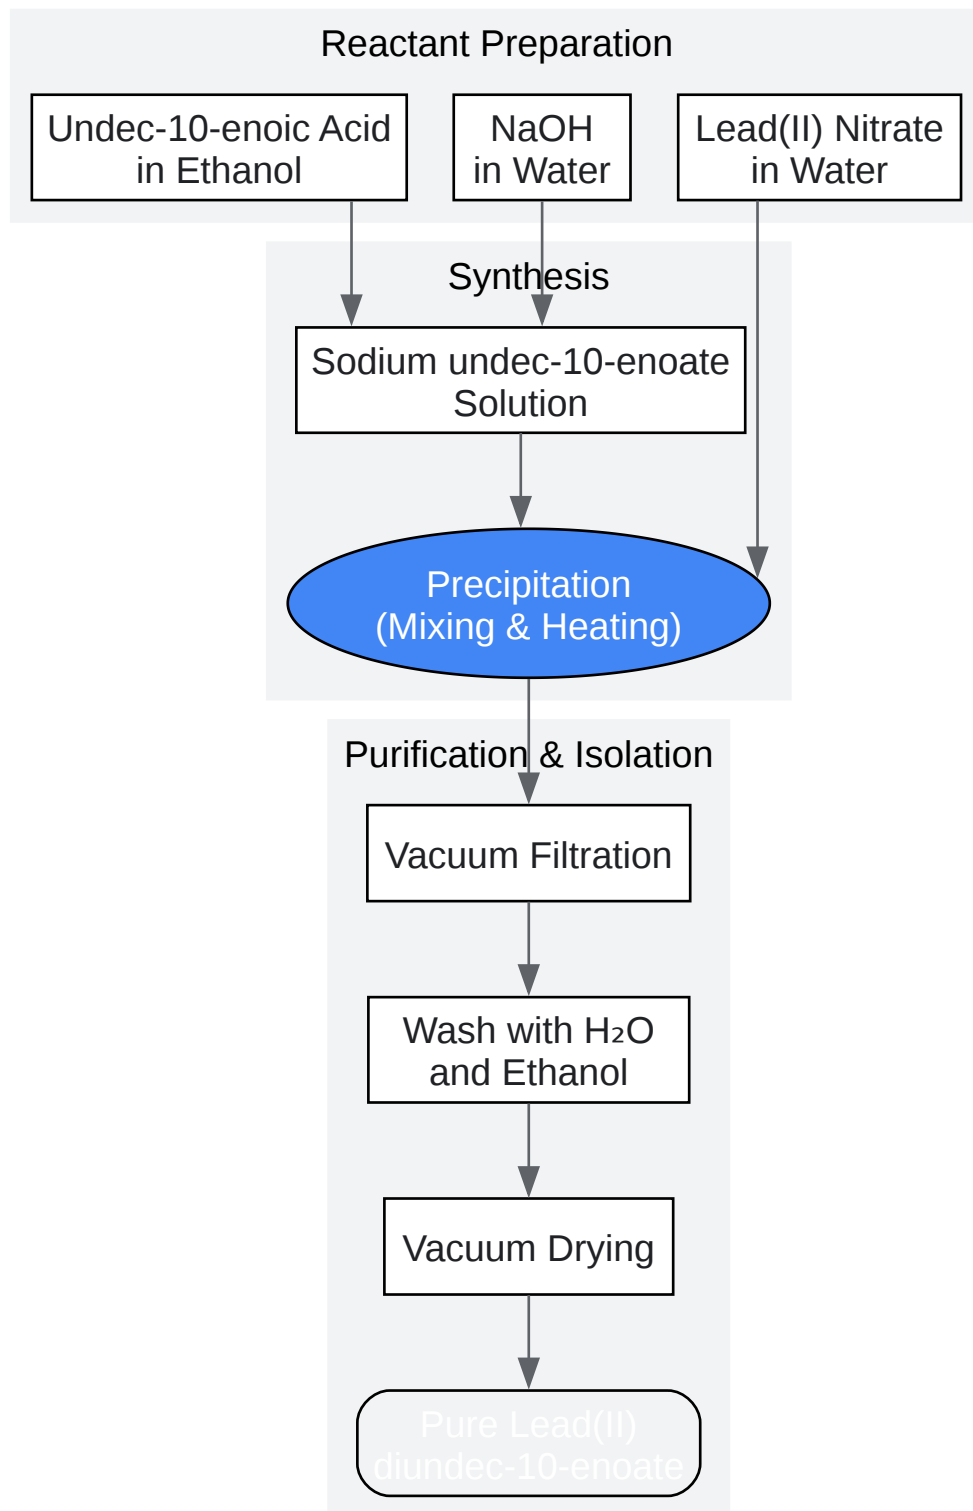 Reactant Preparation
Undec-10-enoic Acid
in Ethanol
NaOH
in Water
Lead(II) Nitrate
in Water
Synthesis
Sodium undec-10-enoate
Solution
Precipitation
(Mixing & Heating)
Purification & Isolation
Vacuum Filtration
Wash with H₂O
and Ethanol
Vacuum Drying
Pure Lead(II)
diundec-10-enoate